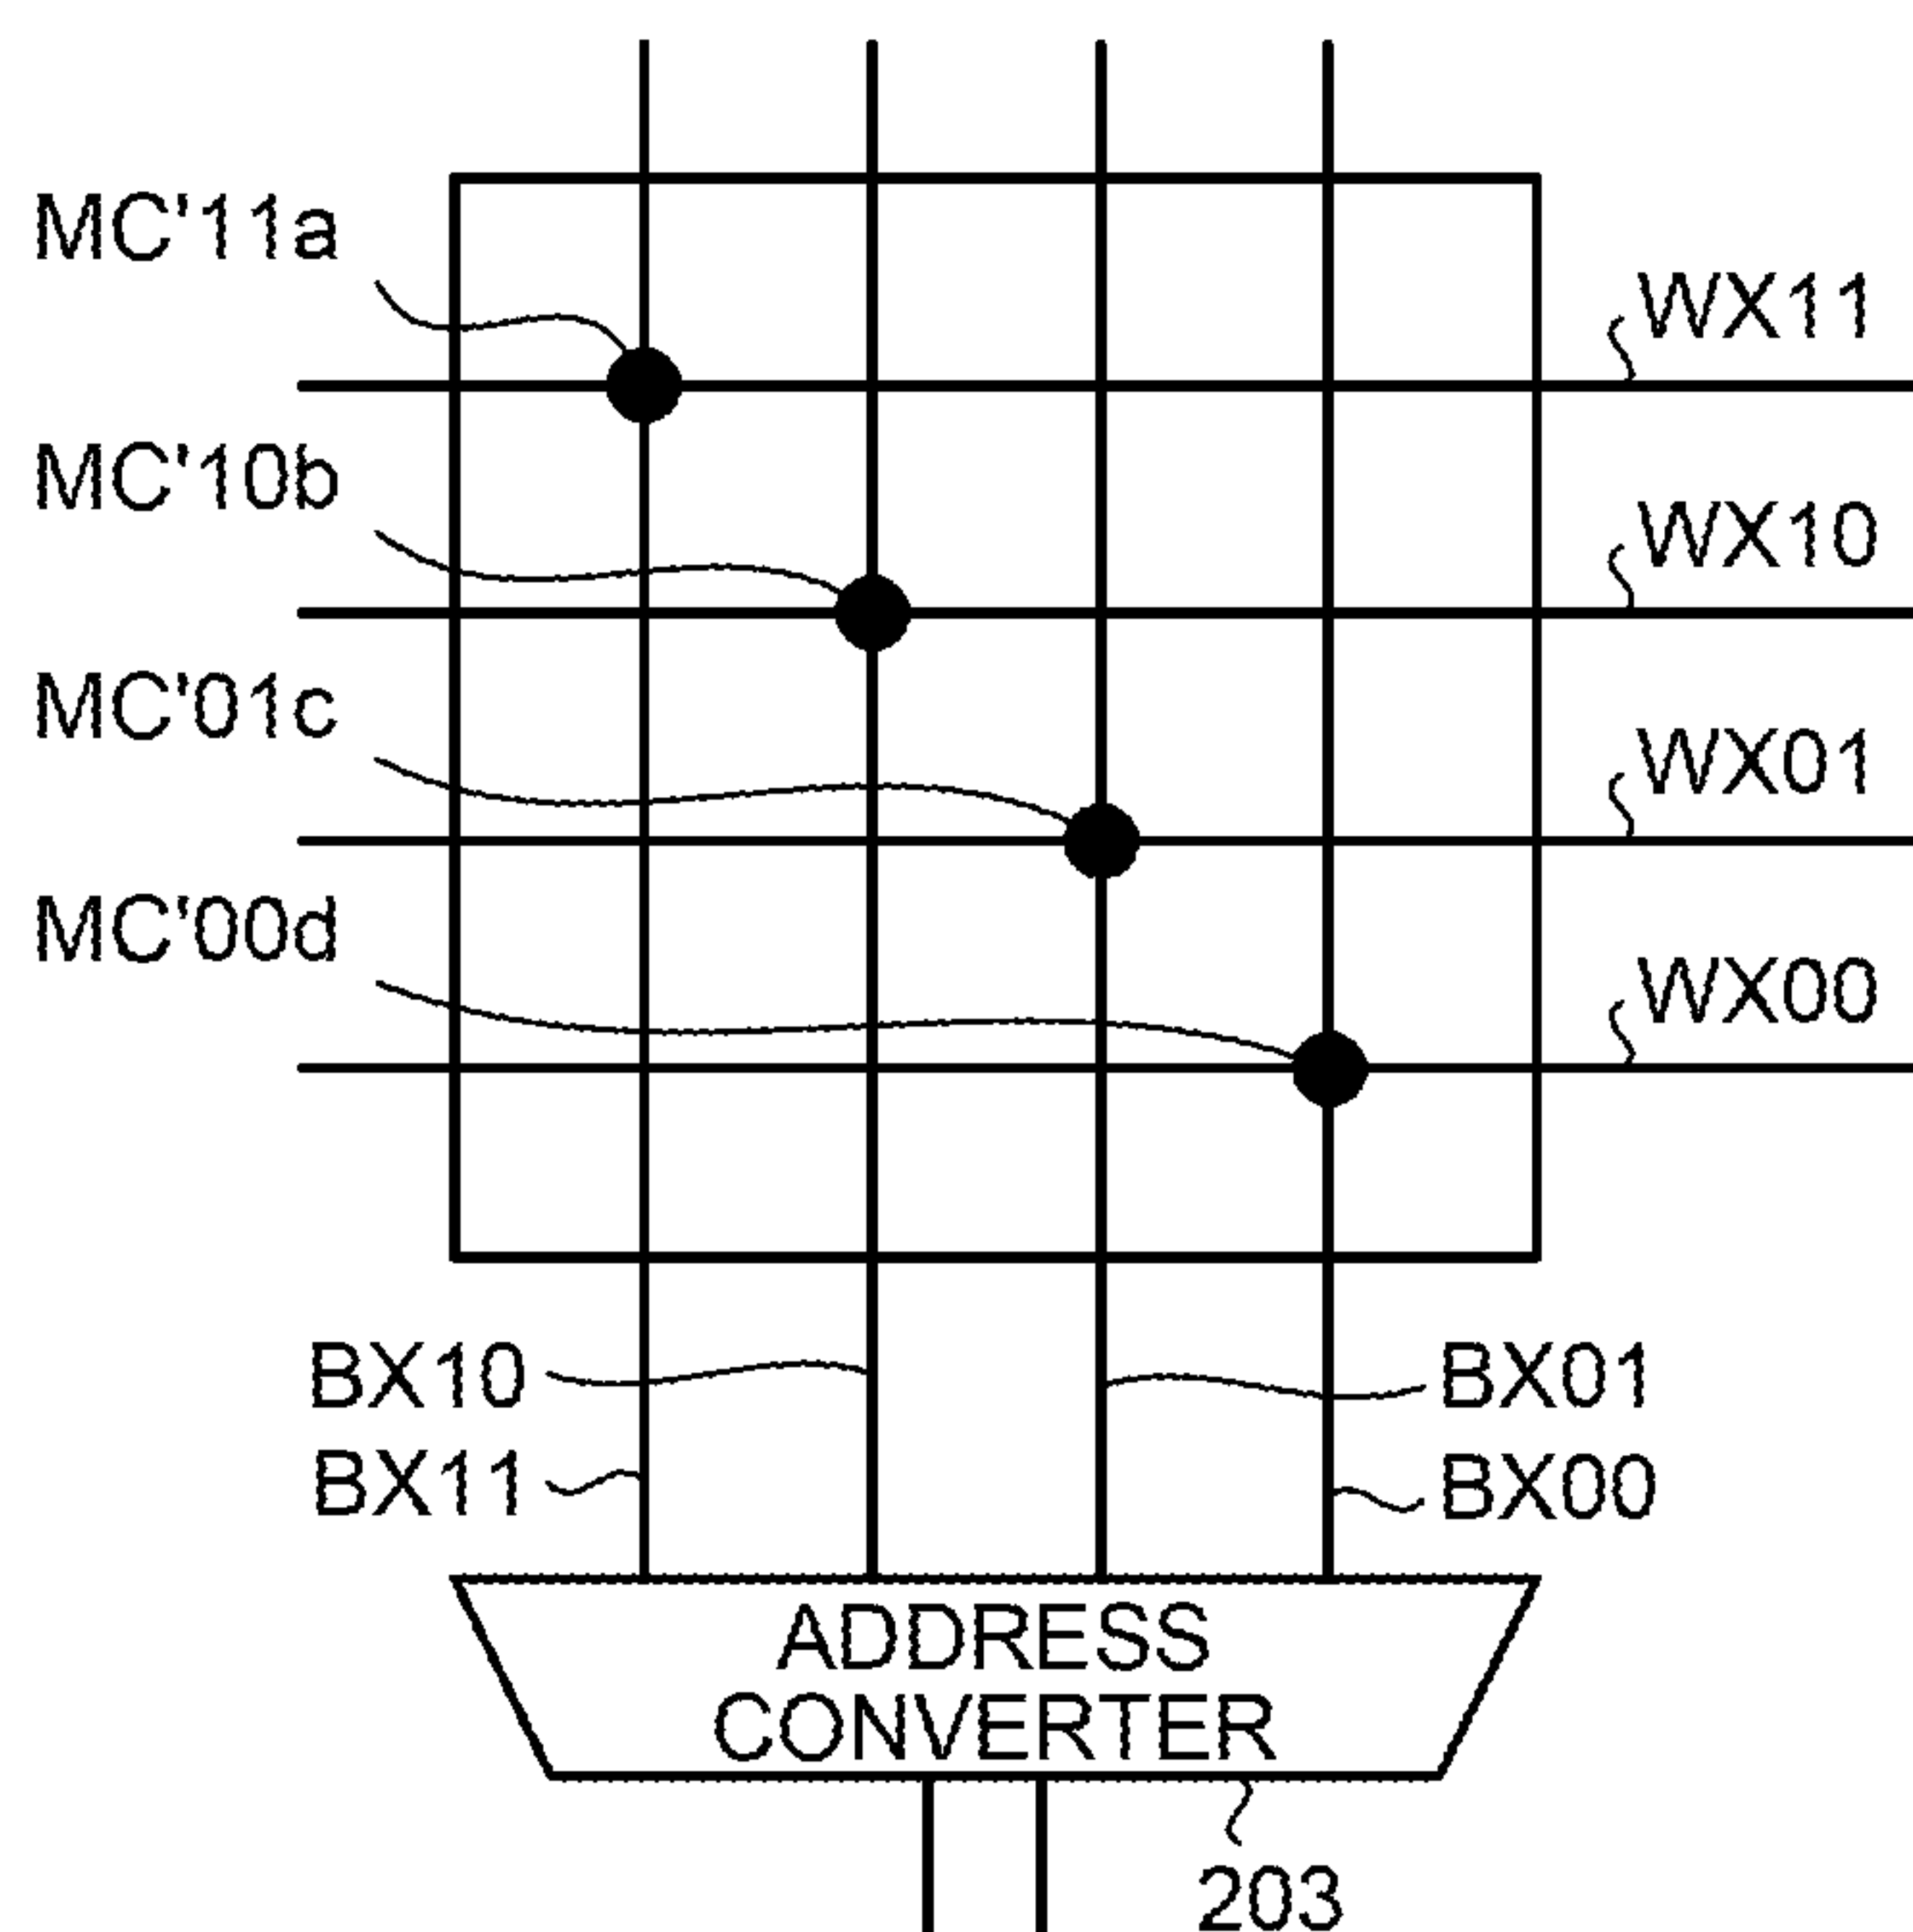 MC'11a
WX11
MC'10b
WX10
MC'01c
WX01
MC'00d
WX00
BX10
BX01
BX11
BX00
ADDRESS
CONVERTER
203